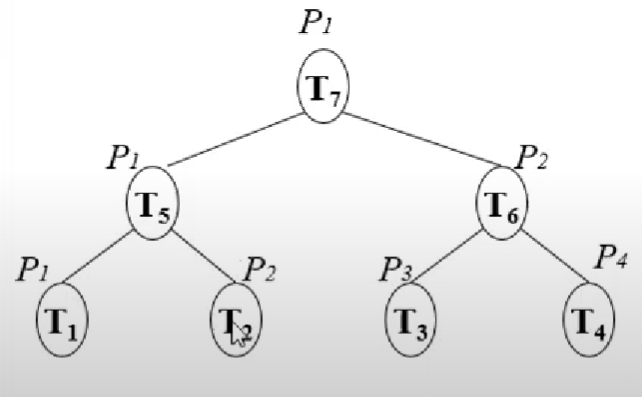 P₁
T₇
P₁ P₂
T₅ T₆
P₁ P₂ P₃ P₄
T₁ T₂ T₃ T₄